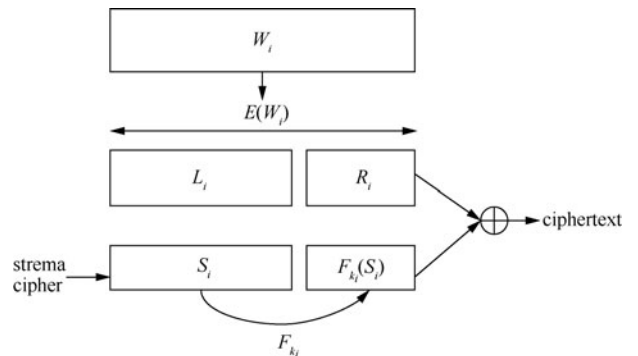 W_i
E(W_i)
L_i
R_i
ciphertext
strema
cipher
S_i
F_{k_i}(S_i)
F_{k_i}